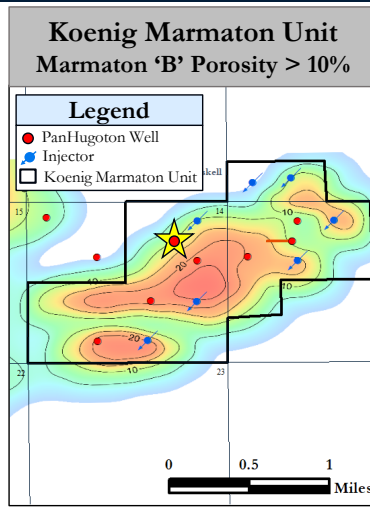 Koenig Marmaton Unit
Marmaton 'B' Porosity > 10%
Legend
PanHugoton Well
Injector
Koenig Marmaton Unit
15
14
10
20
10
10
20
10
22
23
0 0.5 1
Miles